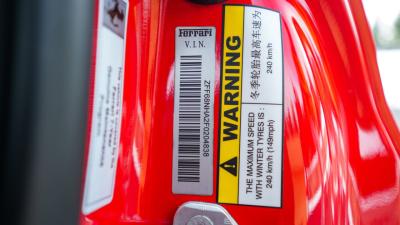 Ferrari
V.I.N.
ZFF68NHA2F0204838
WARNING
THE MAXIMUM SPEED
WITH WINTER TYRES IS :
240 km/h (149mph)
冬季轮胎最高车速为
240 km/h